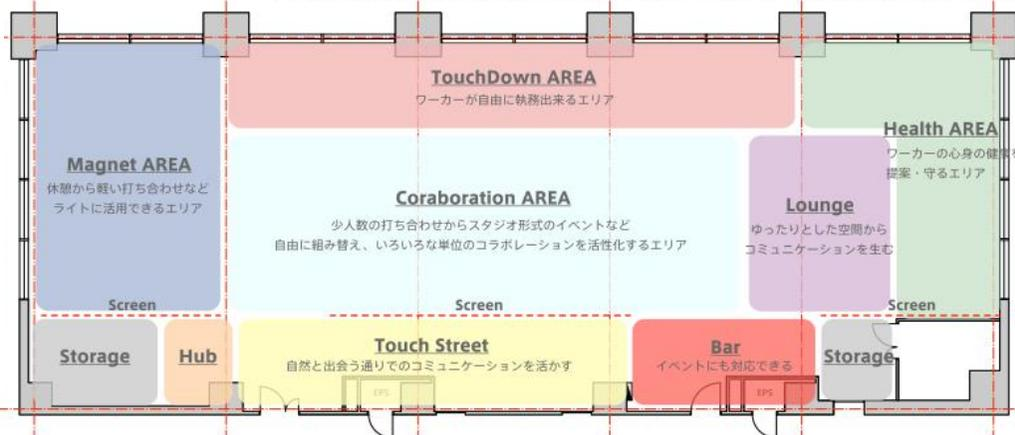 TouchDown AREA
ワーカーが自由に執務出来るエリア
Health AREA
ワーカーの心身の健康を
提案・守るエリア
Magnet AREA
休憩から軽い打ち合わせなど
ライトに活用できるエリア
Coraboration AREA
少人数の打ち合わせからスタジオ形式のイベントなど
自由に組み替え、いろいろな単位のコラボレーションを活性化するエリア
Lounge
ゆったりとした空間から
コミュニケーションを生む
Screen
Screen
Screen
Storage
Hub
Touch Street
自然と出会う通りでのコミュニケーションを活かす
Bar
イベントにも対応できる
Storage
EPS
EPS